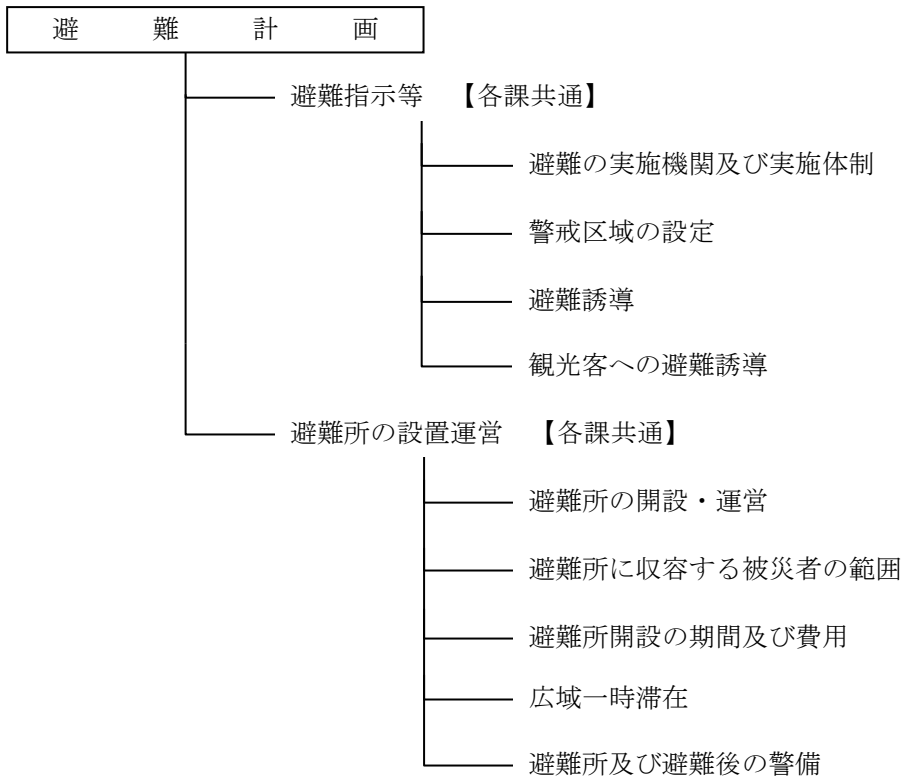 避難計画
避難指示等 【各課共通】
避難の実施機関及び実施体制
警戒区域の設定
避難誘導
観光客への避難誘導
避難所の設置運営 【各課共通】
避難所の開設・運営
避難所に収容する被災者の範囲
避難所開設の期間及び費用
広域一時滞在
避難所及び避難後の警備